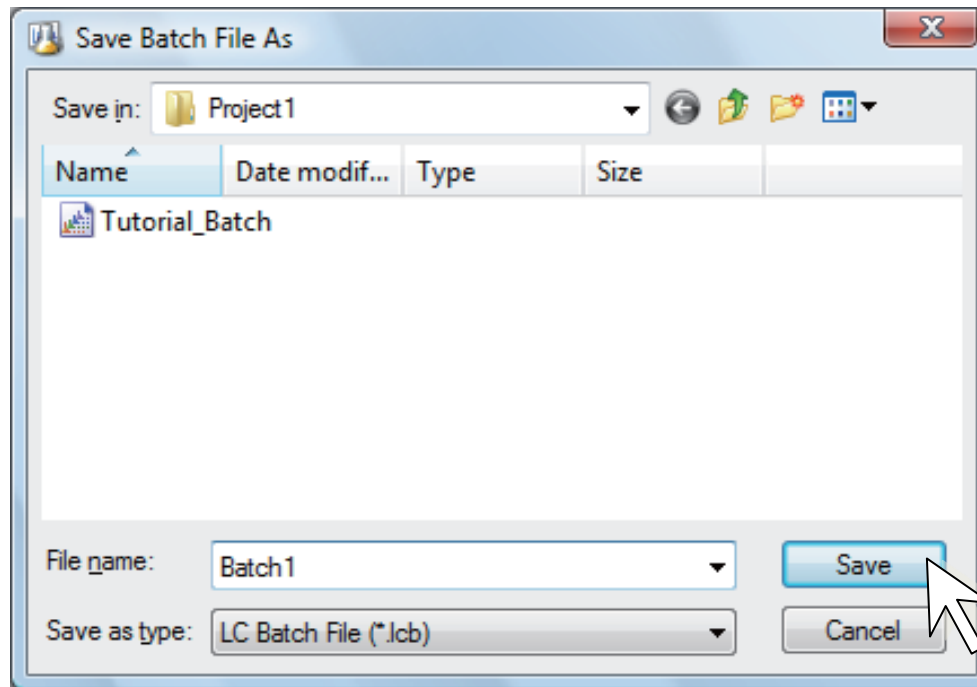 Save Batch File As
Save in: Project1
Name Date modif... Type Size
Tutorial_Batch
File name: Batch1 Save
Save as type: LC Batch File (*.lcb) Cancel